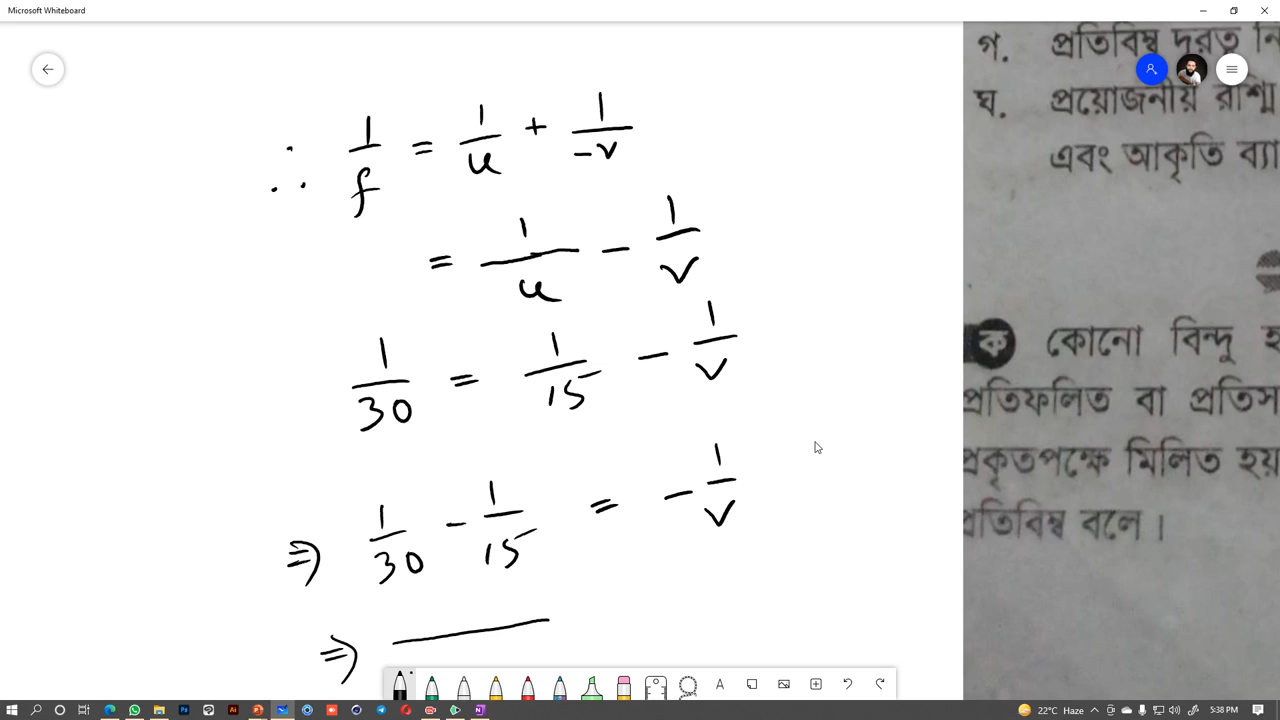 Microsoft Whiteboard
∴ 1/f = 1/u + 1/-v
= 1/u - 1/v
1/30 = 1/15 - 1/v
⇒ 1/30 - 1/15 = - 1/v
⇒
গ. প্রতিবিম্ব দূরত্ব
ঘ. প্রয়োজনীয় রশ্মি
এবং আকৃতি ব্যা
ক কোনো বিন্দু হ
প্রতিফলিত বা প্রতিস
প্রকৃতপক্ষে মিলিত হয়
প্রতিবিম্ব বলে।
22°C Haze
5:38 PM